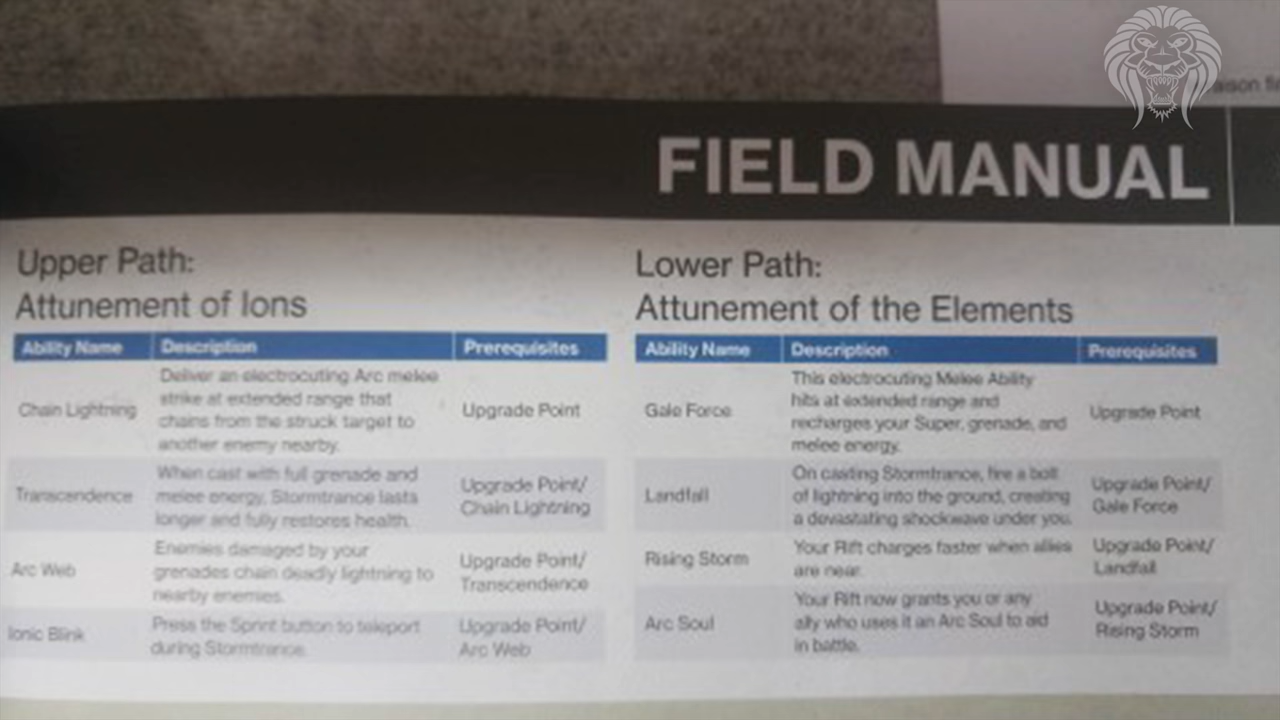 aison
FIELD MANUAL
Upper Path:
Attunement of Ions
Ability Name Description Prerequisites
Chain Lightning
Deliver an electrocuting Arc melee
strike at extended range that
chains from the struck target to
another enemy nearby.
Upgrade Point
Transcendence
When cast with full grenade and
melee energy, Stormtrance lasts
longer and fully restores health.
Upgrade Point/
Chain Lightning
Arc Web
Enemies damaged by your
grenades chain deadly lightning to
nearby enemies.
Upgrade Point/
Transcendence
Ionic Blink
Press the Sprint button to teleport
during Stormtrance.
Upgrade Point/
Arc Web
Lower Path:
Attunement of the Elements
Ability Name Description Prerequisites
Gale Force
This electrocuting Melee Ability
hits at extended range and
recharges your Super, grenade, and
melee energy.
Upgrade Point
Landfall
On casting Stormtrance, fire a bolt
of lightning into the ground, creating
a devastating shockwave under you.
Upgrade Point/
Gale Force
Rising Storm
Your Rift charges faster when allies
are near.
Upgrade Point/
Landfall
Arc Soul
Your Rift now grants you or any
ally who uses it an Arc Soul to aid
in battle.
Upgrade Point/
Rising Storm